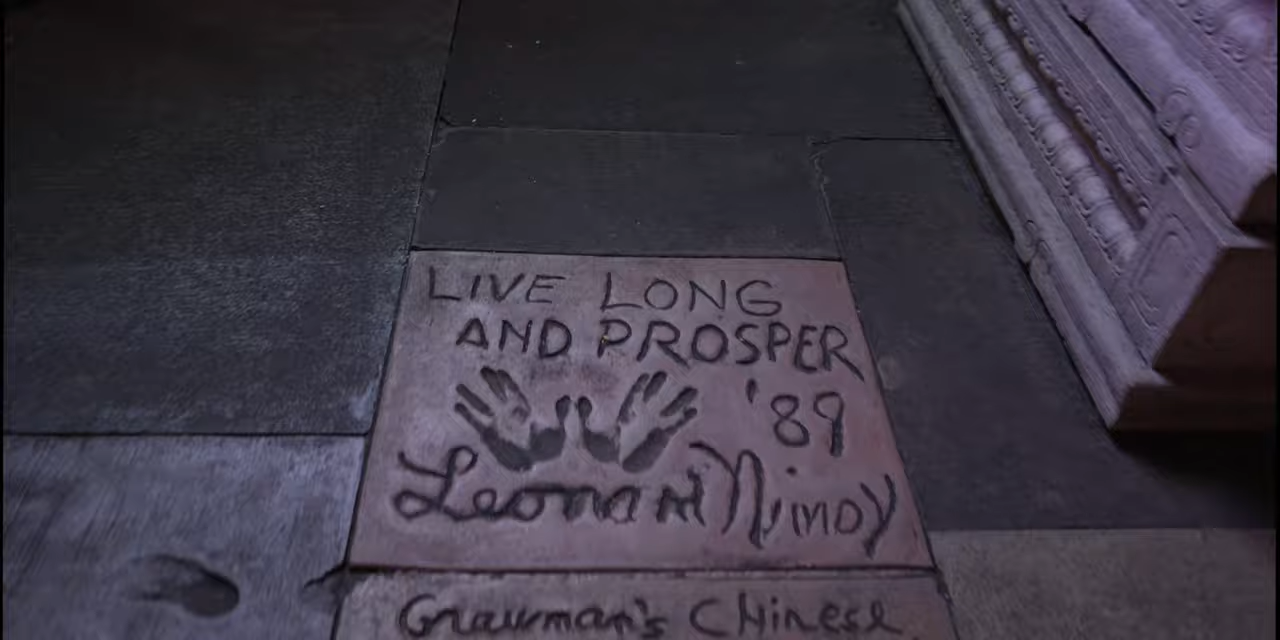 LIVE LONG
AND PROSPER
'89
Leonard Nimoy
Grauman's Chinese